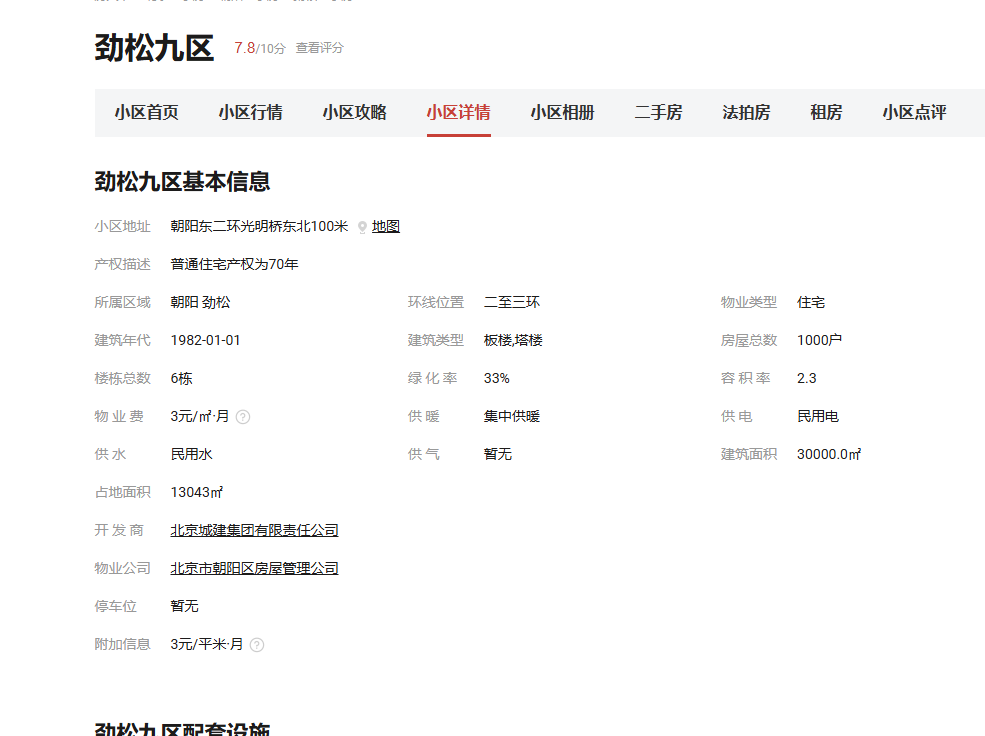 劲松九区 7.8/10分 查看评分
小区首页 小区行情 小区攻略 小区详情 小区相册 二手房 法拍房 租房 小区点评
劲松九区基本信息
小区地址 朝阳东二环光明桥东北100米 地图
产权描述 普通住宅产权为70年
所属区域 朝阳 劲松 环线位置 二至三环 物业类型 住宅
建筑年代 1982-01-01 建筑类型 板楼,塔楼 房屋总数 1000户
楼栋总数 6栋 绿 化 率 33% 容 积 率 2.3
物 业 费 3元/㎡·月 ? 供 暖 集中供暖 供 电 民用电
供 水 民用水 供 气 暂无 建筑面积 30000.0㎡
占地面积 13043㎡
开 发 商 北京城建集团有限责任公司
物业公司 北京市朝阳区房屋管理公司
停车位 暂无
附加信息 3元/平米·月 ?
劲松九区配套设施